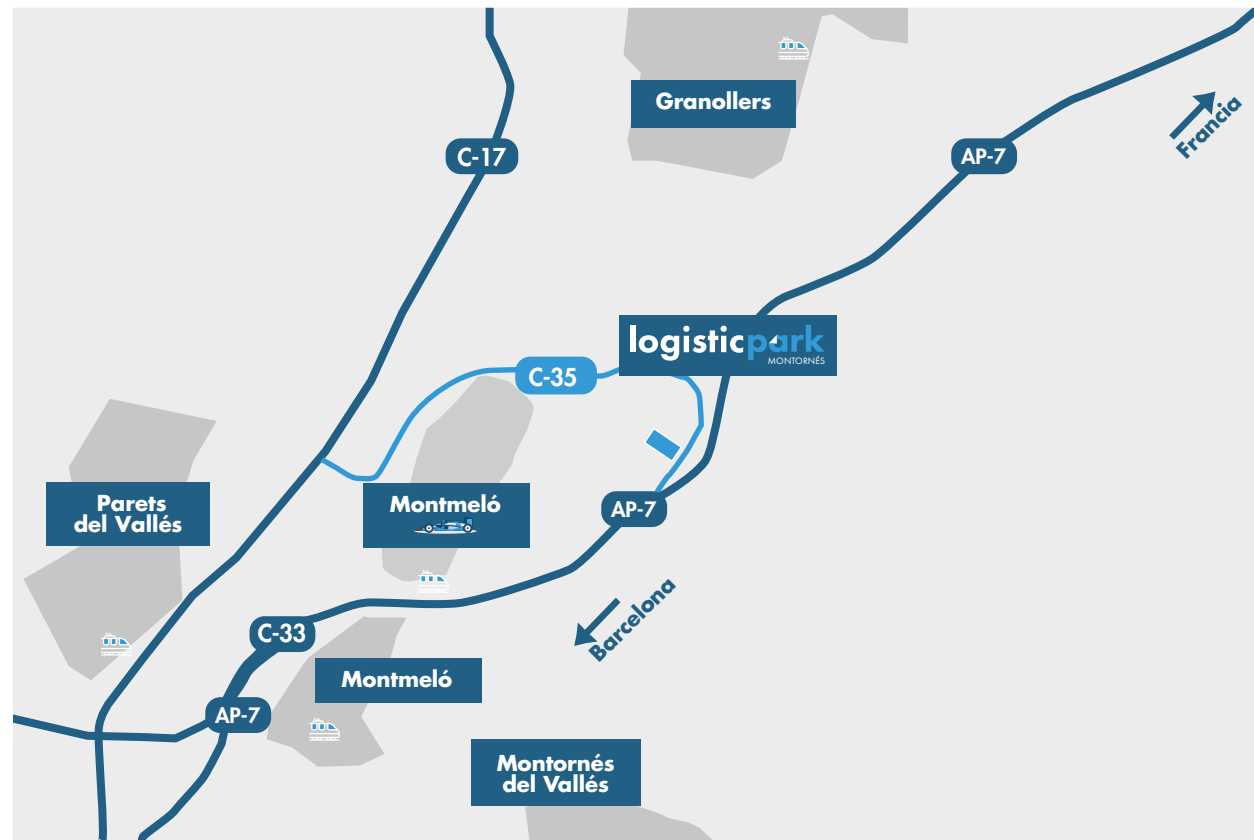 Granollers
Francia
C-17
AP-7
logisticpark
MONTORNÉS
C-35
Parets
del Vallés
Montmeló
AP-7
Barcelona
C-33
Montmeló
AP-7
Montornés
del Vallés